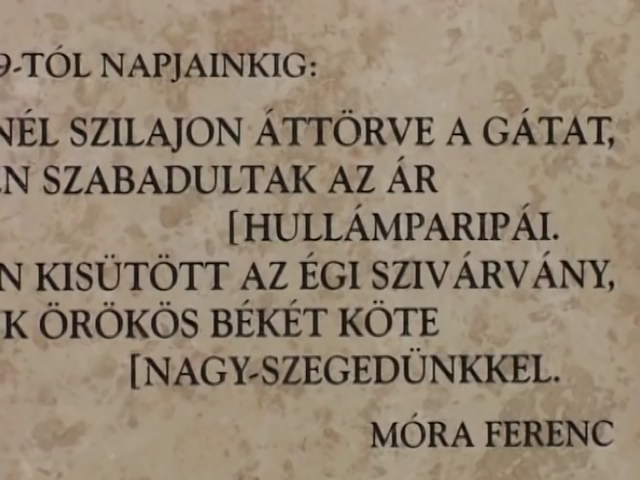 9-TÓL NAPJAINKIG:
NÉL SZILAJON ÁTTÖRVE A GÁTAT,
EN SZABADULTAK AZ ÁR
[HULLÁMPARIPÁI.
N KISÜTÖTT AZ ÉGI SZIVÁRVÁNY,
K ÖRÖKÖS BÉKÉT KÖTE
[NAGY-SZEGEDÜNKKEL.
MÓRA FERENC